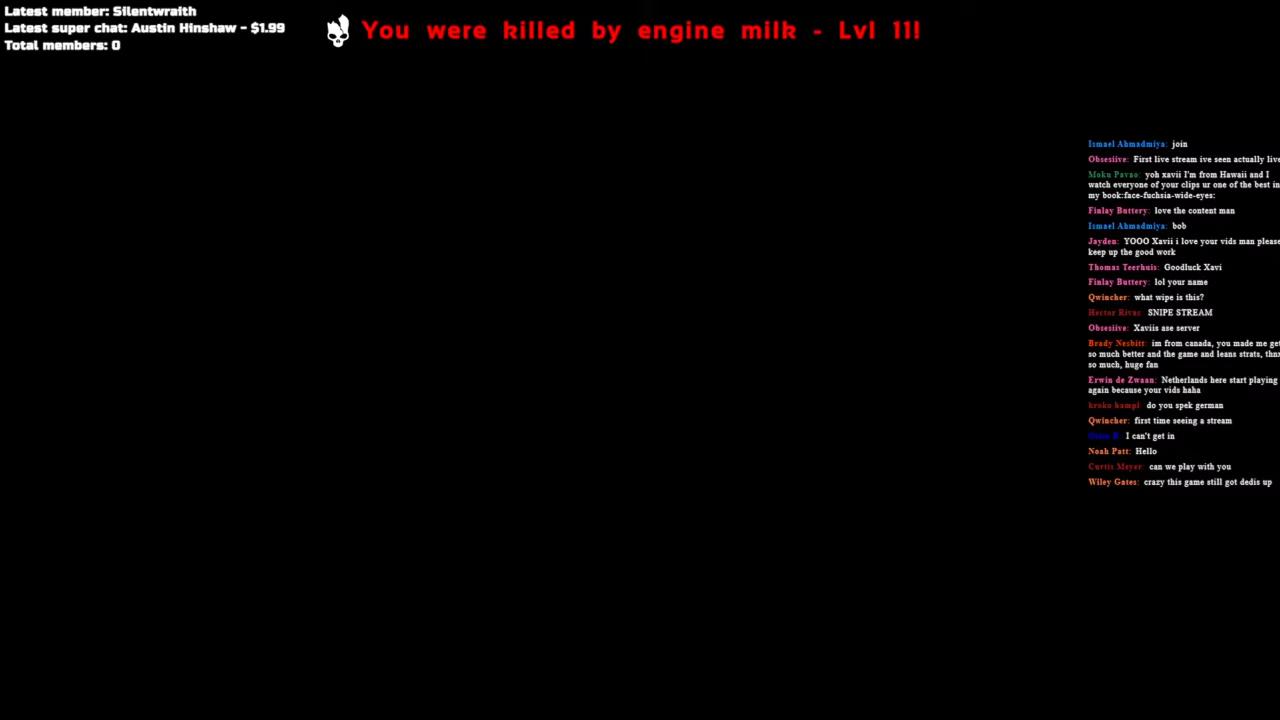 Latest member: Silentwraith
Latest super chat: Austin Hinshaw - $1.99
Total members: 0
You were killed by engine milk - Lvl 11!
Ismael Ahmadmiya: join
Obsesiive: First live stream ive seen actually live
Moku Pavao: yoh xavii I'm from Hawaii and I
watch everyone of your clips ur one of the best in
my book:face-fuchsia-wide-eyes:
Finlay Buttery: love the content man
Ismael Ahmadmiya: bob
Jayden: YOOO Xavii i love your vids man please
keep up the good work
Thomas Teerhuis: Goodluck Xavi
Finlay Buttery: lol your name
Qwincher: what wipe is this?
Hector Rivas: SNIPE STREAM
Obsesiive: Xaviis ase server
Brady Nesbitt: im from canada, you made me get
so much better and the game and leans strats, thnx
so much, huge fan
Erwin de Zwaan: Netherlands here start playing
again because your vids haha
kroko hampl: do you spek german
Qwincher: first time seeing a stream
I can't get in
Noah Patt: Hello
Curtis Meyer: can we play with you
Wiley Gates: crazy this game still got dedis up